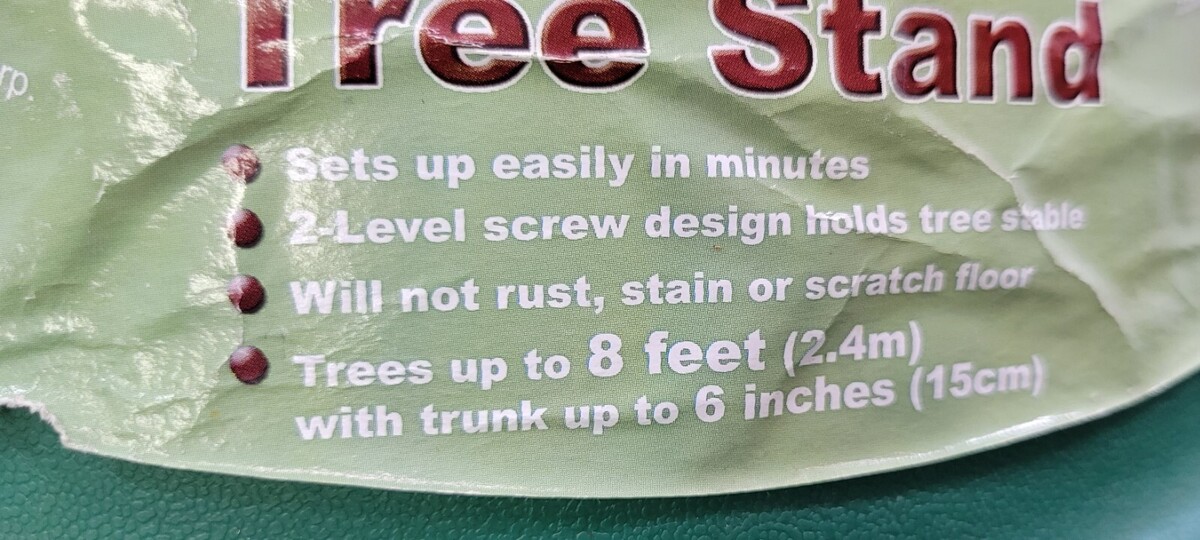 Tree Stand
Sets up easily in minutes
2-Level screw design holds tree stable
Will not rust, stain or scratch floor
Trees up to 8 feet (2.4m)
with trunk up to 6 inches (15cm)